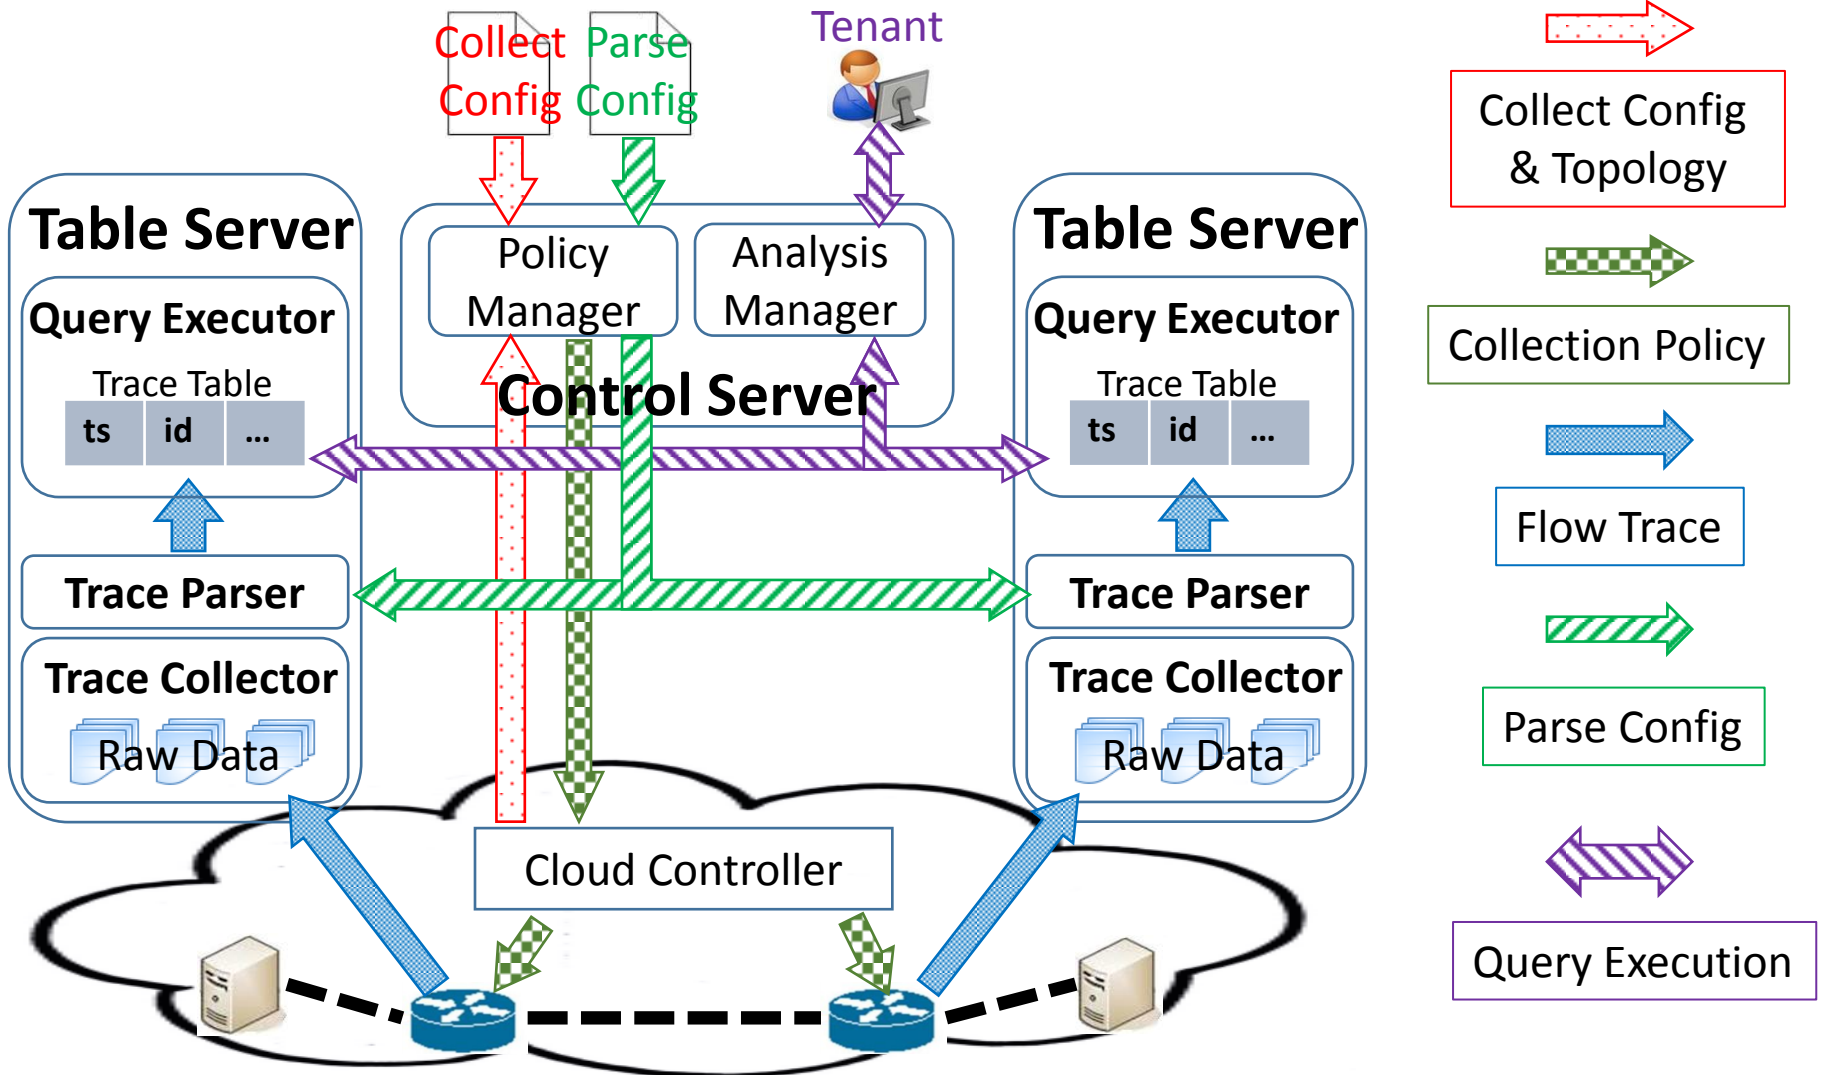 Collect
Config
Parse
Config
Tenant
Table Server
Query Executor
Trace Table
ts id ...
Trace Parser
Trace Collector
Raw Data
Policy
Manager
Analysis
Manager
Control Server
Table Server
Query Executor
Trace Table
ts id ...
Trace Parser
Trace Collector
Raw Data
Cloud Controller
Collect Config
& Topology
Collection Policy
Flow Trace
Parse Config
Query Execution